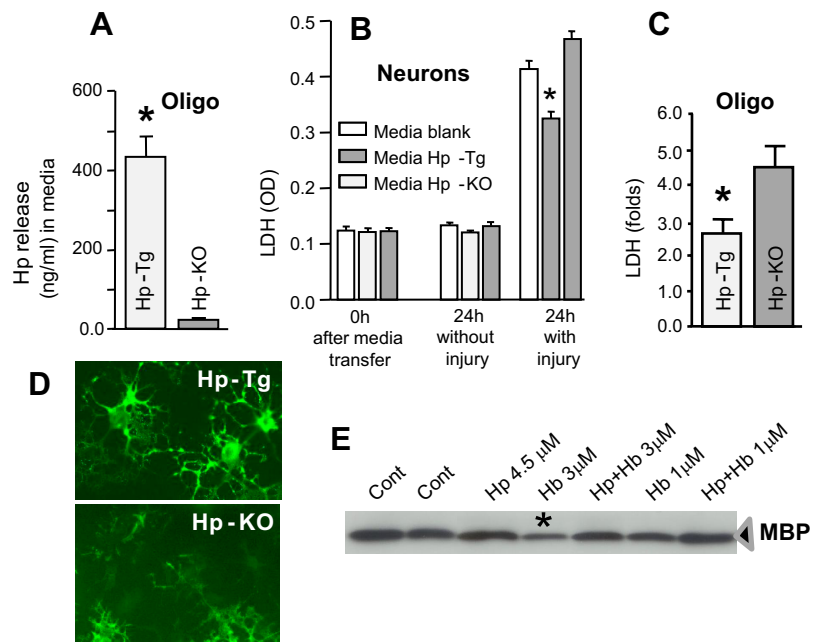 A
Hp release
(ng/ml) in media
600
400
200
0.0
Oligo
*
Hp-Tg
Hp-KO
B
LDH (OD)
0.5
0.4
0.3
0.2
0.1
0.0
Neurons
Media blank
Media Hp -Tg
Media Hp -KO
*
0h
after media
transfer
24h
without
injury
24h
with
injury
C
Oligo
LDH (folds)
6.0
5.0
4.0
3.0
2.0
1.0
0.0
*
Hp-Tg
Hp-KO
D
Hp-Tg
Hp-KO
E
Cont
Cont
Hp 4.5 µM
Hb 3µM
Hp+Hb 3µM
Hb 1µM
Hp+Hb 1µM
*
MBP